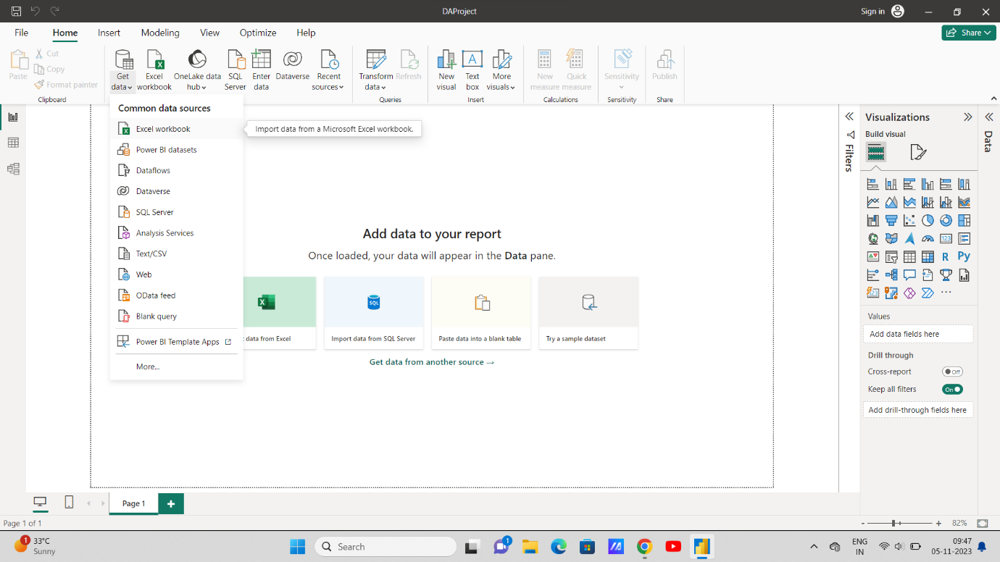 DAProject
Sign in
File Home Insert Modeling View Optimize Help
Share
Paste
Cut
Copy
Format painter
Clipboard
Get data
Excel workbook
OneLake data hub
SQL Server
Enter data
Dataverse
Recent sources
Transform data
Refresh
Queries
New visual
Text box
More visuals
Insert
New measure
Quick measure
Calculations
Sensitivity
Sensitivity
Publish
Share
Common data sources
Excel workbook
Import data from a Microsoft Excel workbook.
Power BI datasets
Dataflows
Dataverse
SQL Server
Analysis Services
Text/CSV
Web
OData feed
Blank query
Power BI Template Apps
More...
Add data to your report
Once loaded, your data will appear in the Data pane.
SQL
data from Excel
Import data from SQL Server
Paste data into a blank table
Try a sample dataset
Get data from another source →
Filters
Visualizations
Build visual
123
R
Py
123
Values
Add data fields here
Drill through
Cross-report
Off
Keep all filters
On
Add drill-through fields here
Data
Page 1
+
Page 1 of 1
- + 82%
1
33°C
Sunny
Search
1
ENG
IN
09:47
05-11-2023